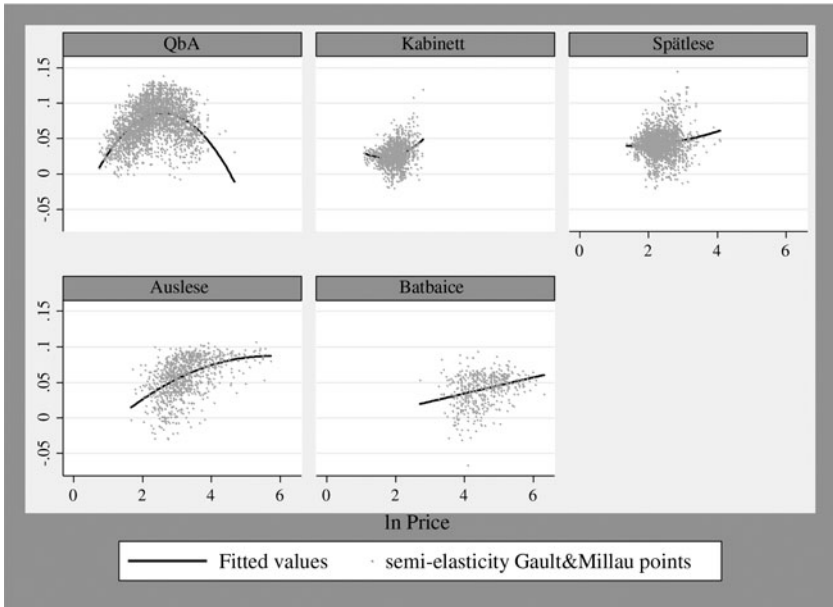 QbA
Kabinett
Spätlese
.15
.1
.05
0
-.05
0 2 4 6
Auslese
Batbaice
.15
.1
.05
0
-.05
0 2 4 6
0 2 4 6
ln Price
Fitted values
semi-elasticity Gault&Millau points